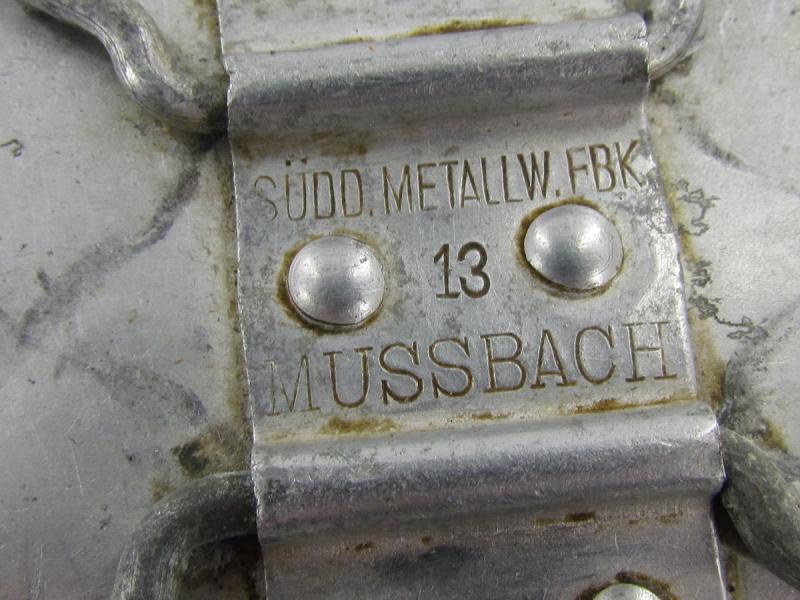 SÜDD. METALLW. FBK
13
MUSSBACH